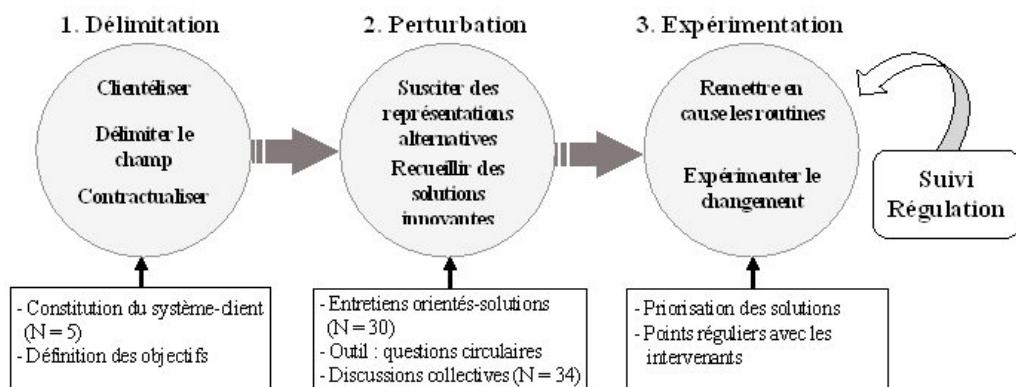 1. Délimitation
2. Perturbation
3. Expérimentation
Clientéliser
Délimiter le
champ
Contractualiser
Susciter des
représentations
alternatives
Recueillir des
solutions
innovantes
Remettre en
cause les routines
Expérimenter le
changement
Suivi
Régulation
- Constitution du système-client
(N = 5)
- Définition des objectifs
- Entretiens orientés-solutions
(N = 30)
- Outil : questions circulaires
- Discussions collectives (N = 34)
- Priorisation des solutions
- Points réguliers avec les
intervenants